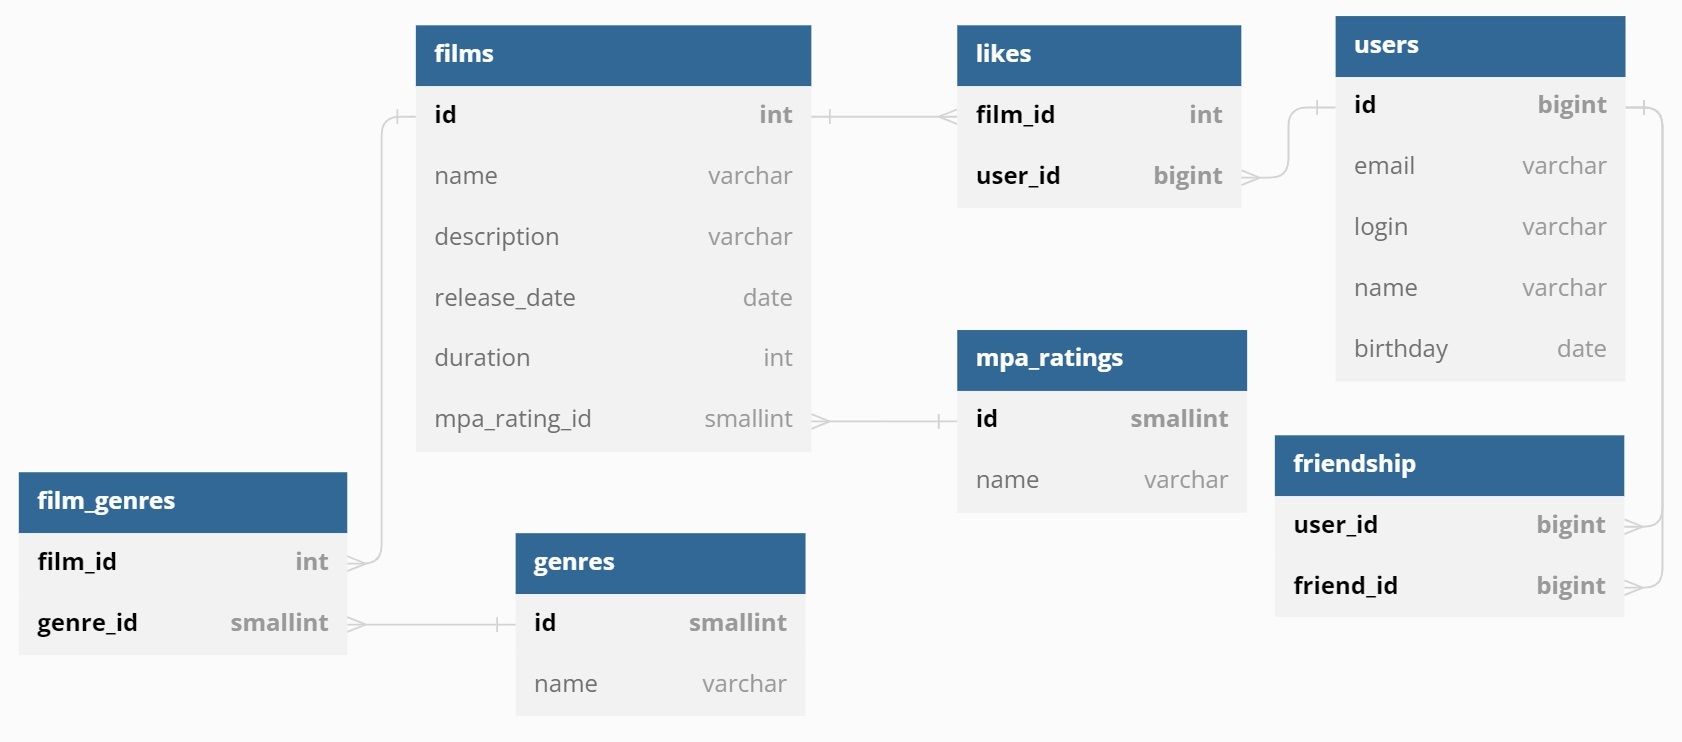 films
id int
name varchar
description varchar
release_date date
duration int
mpa_rating_id smallint
likes
film_id int
user_id bigint
users
id bigint
email varchar
login varchar
name varchar
birthday date
mpa_ratings
id smallint
name varchar
friendship
user_id bigint
friend_id bigint
film_genres
film_id int
genre_id smallint
genres
id smallint
name varchar